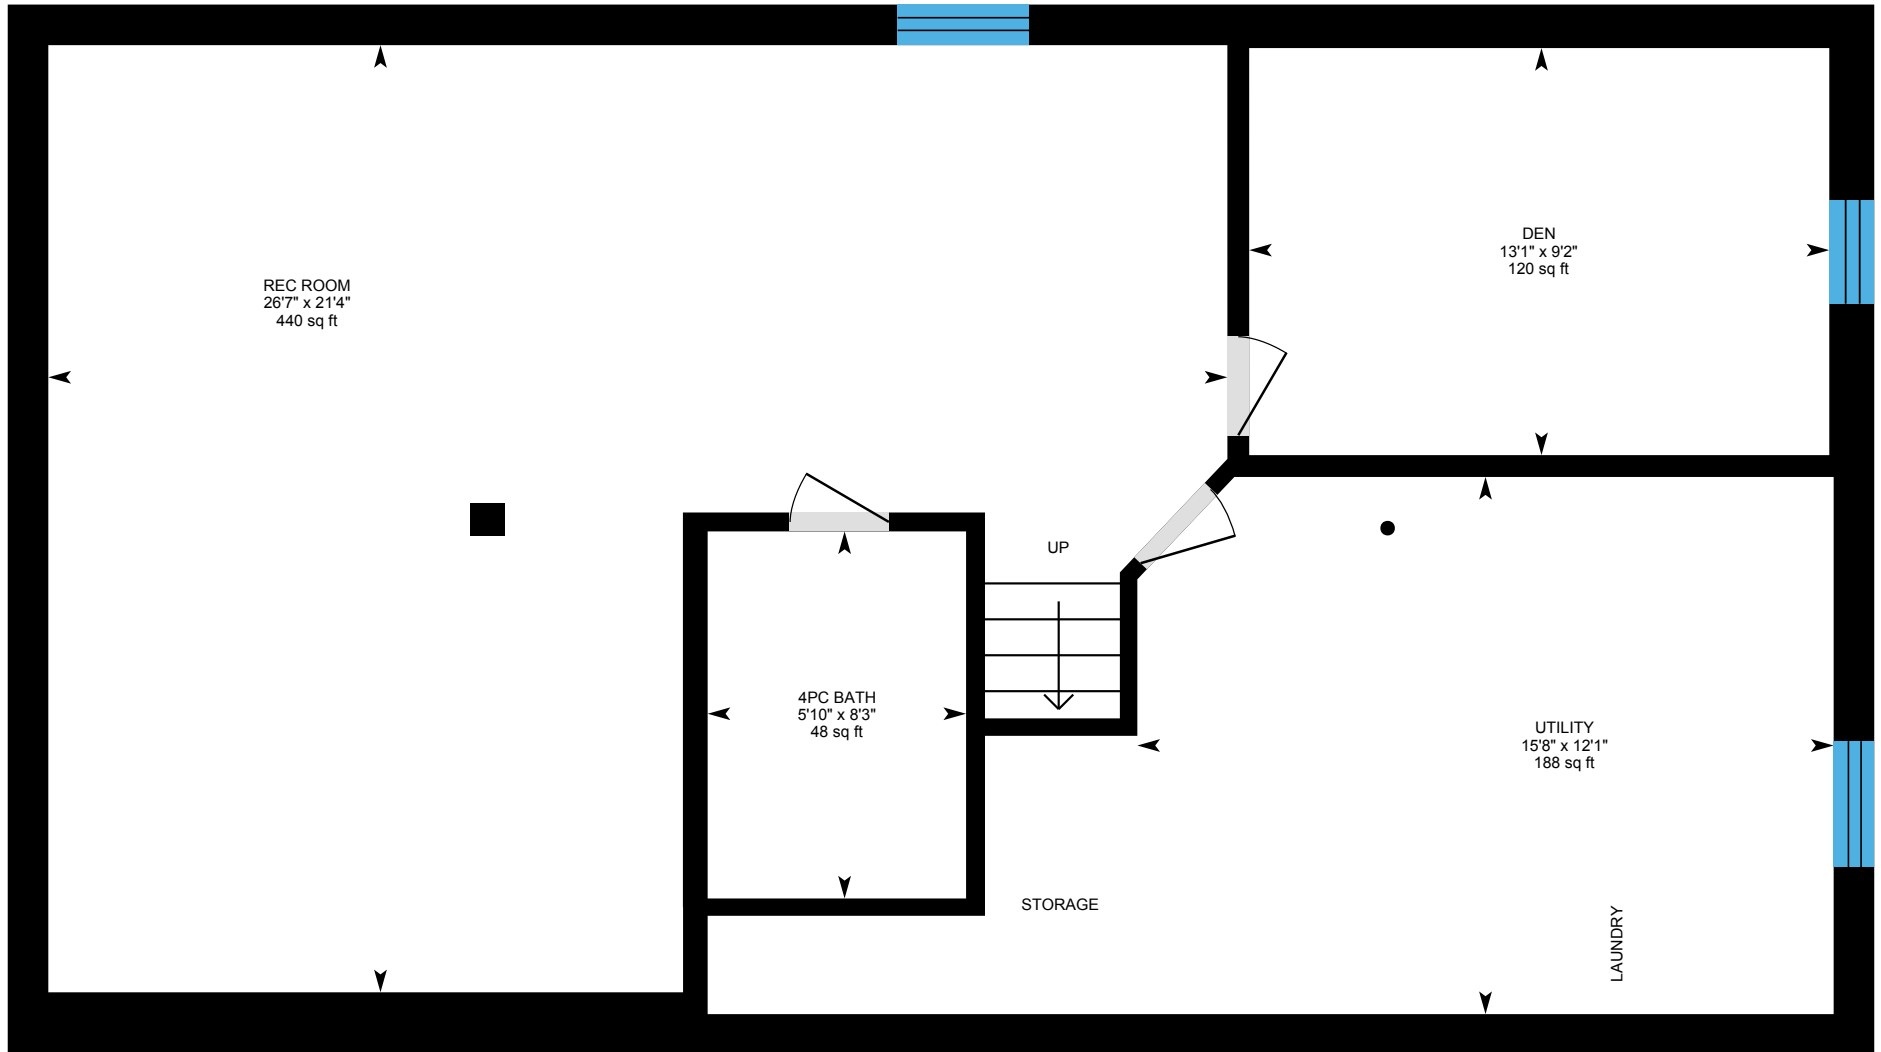 DEN
13'1" x 9'2"
120 sq ft
REC ROOM
26'7" x 21'4"
440 sq ft
UP
4PC BATH
5'10" x 8'3"
48 sq ft
UTILITY
15'8" x 12'1"
188 sq ft
STORAGE
LAUNDRY